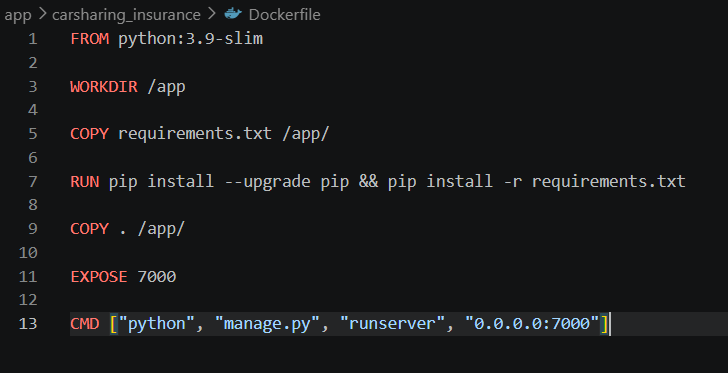 app > carsharing_insurance > Dockerfile
1 FROM python:3.9-slim
2
3 WORKDIR /app
4
5 COPY requirements.txt /app/
6
7 RUN pip install --upgrade pip && pip install -r requirements.txt
8
9 COPY . /app/
10
11 EXPOSE 7000
12
13 CMD ["python", "manage.py", "runserver", "0.0.0.0:7000"]